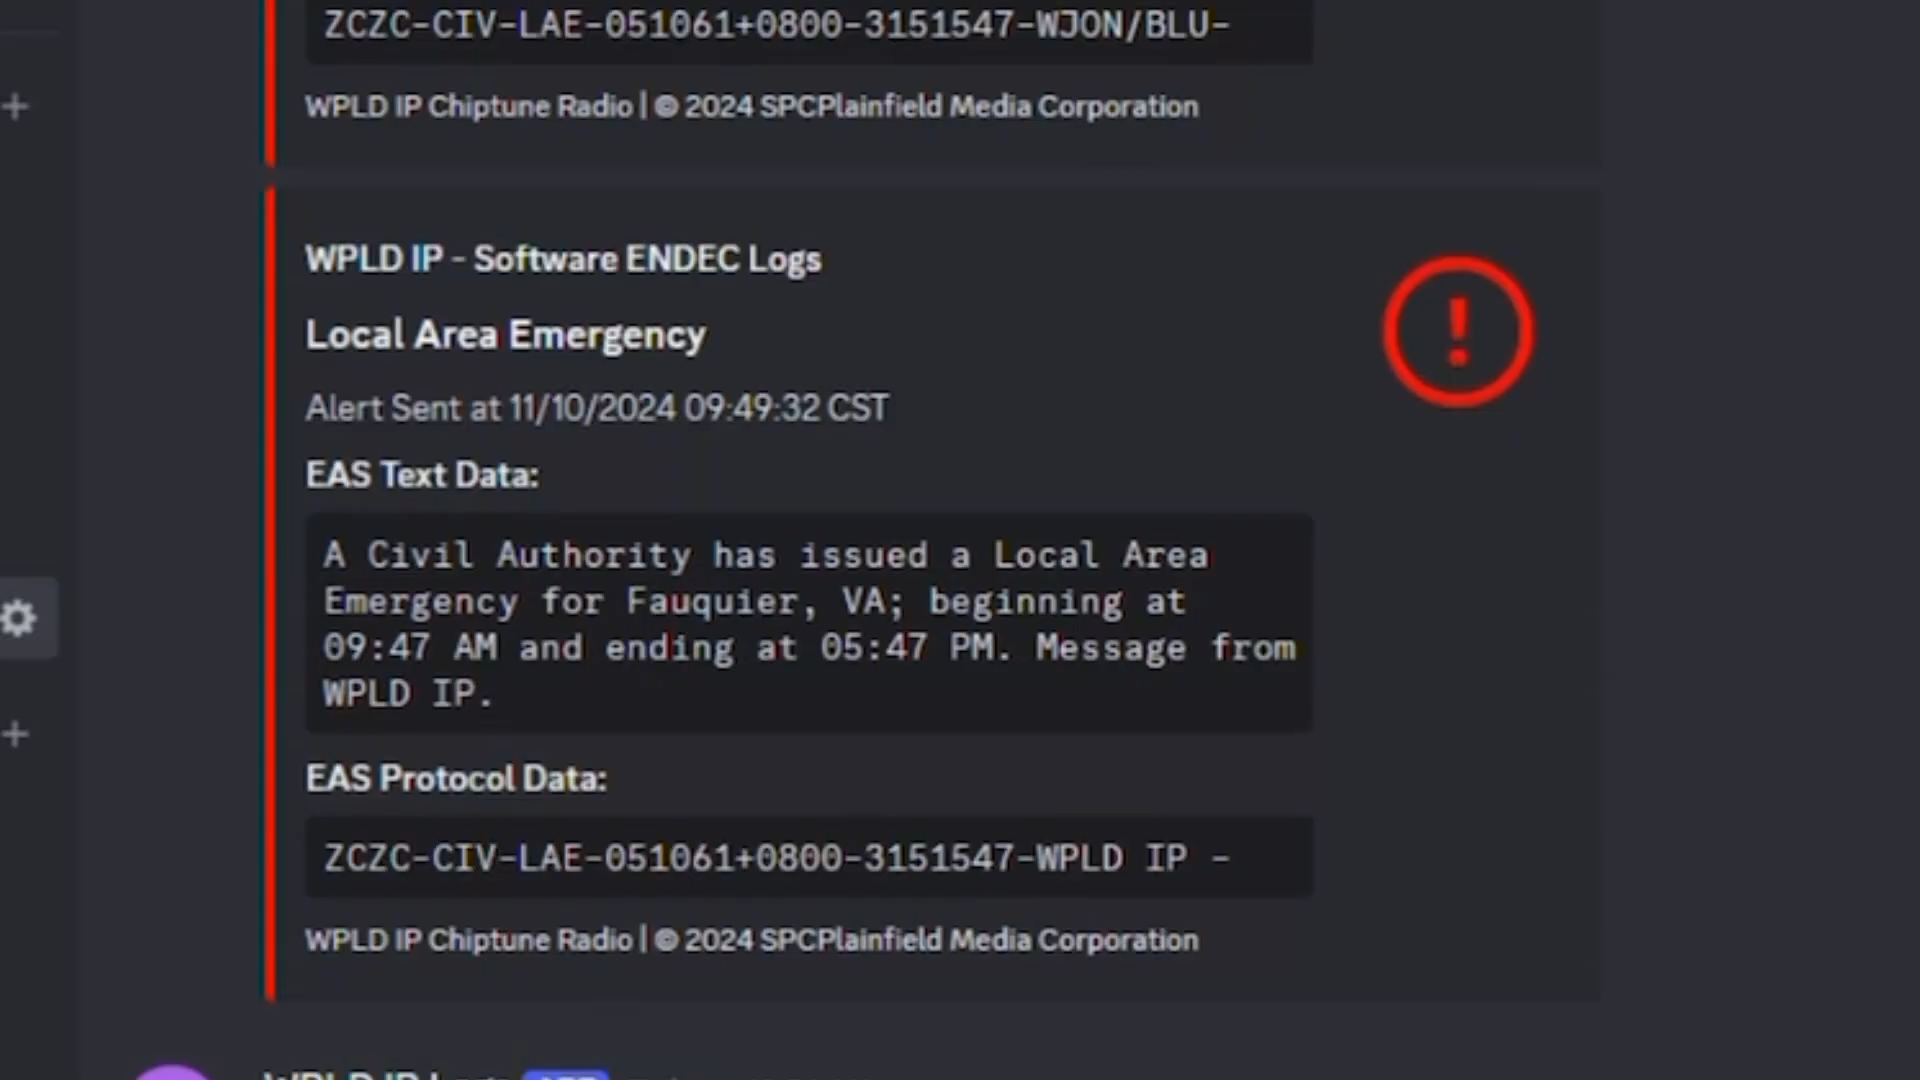 ZCZC-CIV-LAE-051061+0800-3151547-WJON/BLU-
WPLD IP Chiptune Radio | © 2024 SPCPlainfield Media Corporation
WPLD IP - Software ENDEC Logs
Local Area Emergency
Alert Sent at 11/10/2024 09:49:32 CST
EAS Text Data:
A Civil Authority has issued a Local Area
Emergency for Fauquier, VA; beginning at
09:47 AM and ending at 05:47 PM. Message from
WPLD IP.
EAS Protocol Data:
ZCZC-CIV-LAE-051061+0800-3151547-WPLD IP -
WPLD IP Chiptune Radio | © 2024 SPCPlainfield Media Corporation
WPLD IP Logs